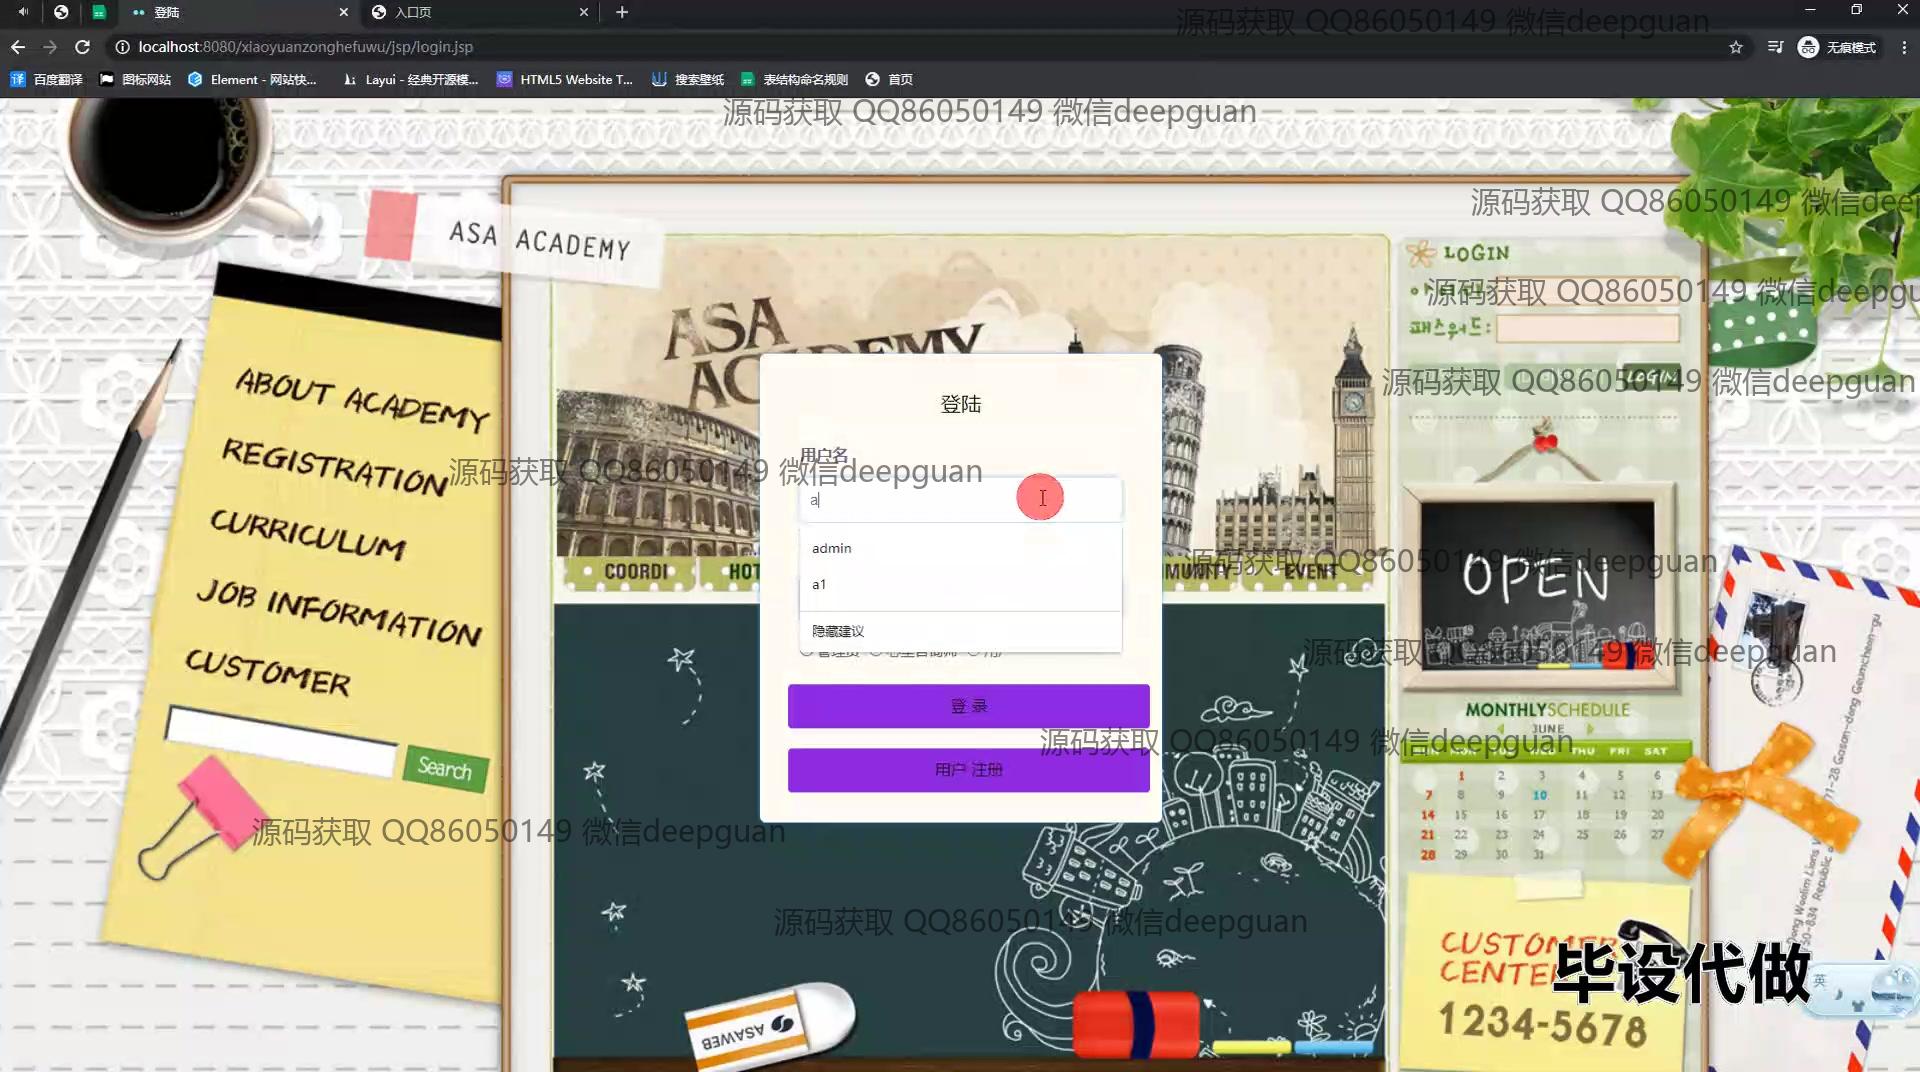 登陆
入口页
localhost:8080/xiaoyuanzonghefuwu/jsp/login.jsp
无痕模式
百度翻译
图标网站
Element - 网站快...
Layui - 经典开源模...
HTML5 Website T...
搜索壁纸
表结构命名规则
首页
源码获取 QQ86050149 微信deepguan
源码获取 QQ86050149 微信deepguan
源码获取 QQ86050149 微信deep
ASA ACADEMY
LOGIN
源码获取 QQ86050149 微信deepgu
패스워드:
ASA
ACADEMY
源码获取 QQ86050149 微信deepguan
LOGIN
ABOUT ACADEMY
REGISTRATION
CURRICULUM
JOB INFORMATION
CUSTOMER
Search
登陆
用户名
源码获取 QQ86050149 微信deepguan
a
admin
a1
隐藏建议
登 录
用户 注册
COORDI
HOT
EVENT
源码获取 QQ86050149 微信deepguan
OPEN
源码获取 QQ86050149 微信deepguan
MONTHLY SCHEDULE
JUNE
源码获取 QQ86050149 微信deepguan
THU FRI SAT
1 2 3 4 5 6
7 8 9 10 11 12 13
14 15 16 17 18 19 20
21 22 23 24 25 26 27
28 29 30 31
源码获取 QQ86050149 微信deepguan
源码获取 QQ86050149 微信deepguan
CUSTOMER
CENTER
毕设代做
英
1234-5678
ASAWEB